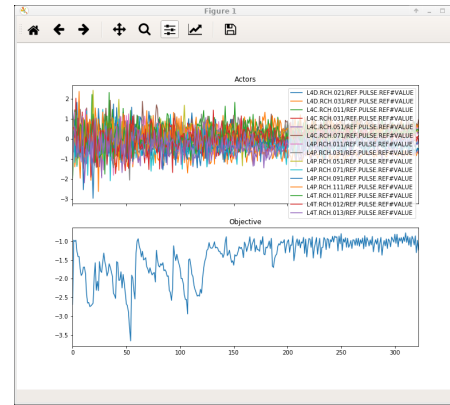 Figure 1
Actors
2
1
0
−1
−2
−3
L4D.RCH.021/REF.PULSE.REF#VALUE
L4D.RCH.031/REF.PULSE.REF#VALUE
L4C.RCH.011/REF.PULSE.REF#VALUE
L4C.RCH.031/REF.PULSE.REF#VALUE
L4C.RCH.051/REF.PULSE.REF#VALUE
L4C.RCH.071/REF.PULSE.REF#VALUE
L4P.RCH.011/REF.PULSE.REF#VALUE
L4P.RCH.031/REF.PULSE.REF#VALUE
L4P.RCH.051/REF.PULSE.REF#VALUE
L4P.RCH.071/REF.PULSE.REF#VALUE
L4P.RCH.091/REF.PULSE.REF#VALUE
L4P.RCH.111/REF.PULSE.REF#VALUE
L4T.RCH.011/REF.PULSE.REF#VALUE
L4T.RCH.012/REF.PULSE.REF#VALUE
L4T.RCH.013/REF.PULSE.REF#VALUE
Objective
−1.0
−1.5
−2.0
−2.5
−3.0
−3.5
0 50 100 150 200 250 300